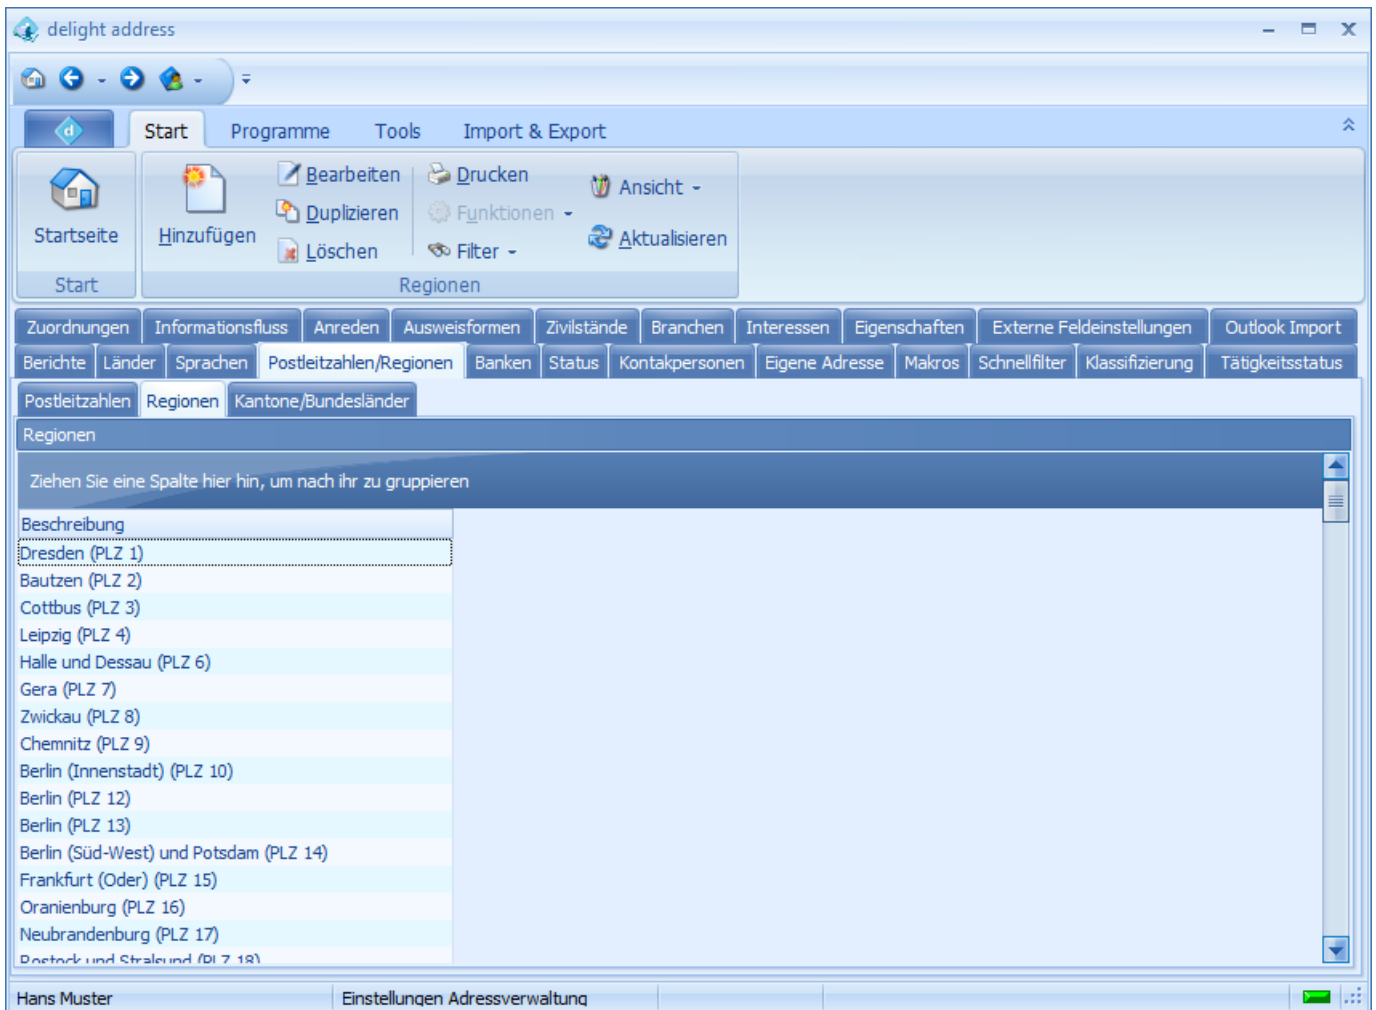 delight address
Start Programme Tools Import & Export
Startseite
Hinzufügen
Bearbeiten
Duplizieren
Löschen
Drucken
Funktionen
Filter
Ansicht
Aktualisieren
Start Regionen
Zuordnungen Informationsfluss Anreden Ausweisformen Zivilstände Branchen Interessen Eigenschaften Externe Feldeinstellungen Outlook Import
Berichte Länder Sprachen Postleitzahlen/Regionen Banken Status Kontakpersonen Eigene Adresse Makros Schnellfilter Klassifizierung Tätigkeitsstatus
Postleitzahlen Regionen Kantone/Bundesländer
Regionen
Ziehen Sie eine Spalte hier hin, um nach ihr zu gruppieren
Beschreibung
Dresden (PLZ 1)
Bautzen (PLZ 2)
Cottbus (PLZ 3)
Leipzig (PLZ 4)
Halle und Dessau (PLZ 6)
Gera (PLZ 7)
Zwickau (PLZ 8)
Chemnitz (PLZ 9)
Berlin (Innenstadt) (PLZ 10)
Berlin (PLZ 12)
Berlin (PLZ 13)
Berlin (Süd-West) und Potsdam (PLZ 14)
Frankfurt (Oder) (PLZ 15)
Oranienburg (PLZ 16)
Neubrandenburg (PLZ 17)
Rostock und Stralsund (PLZ 18)
Hans Muster Einstellungen Adressverwaltung